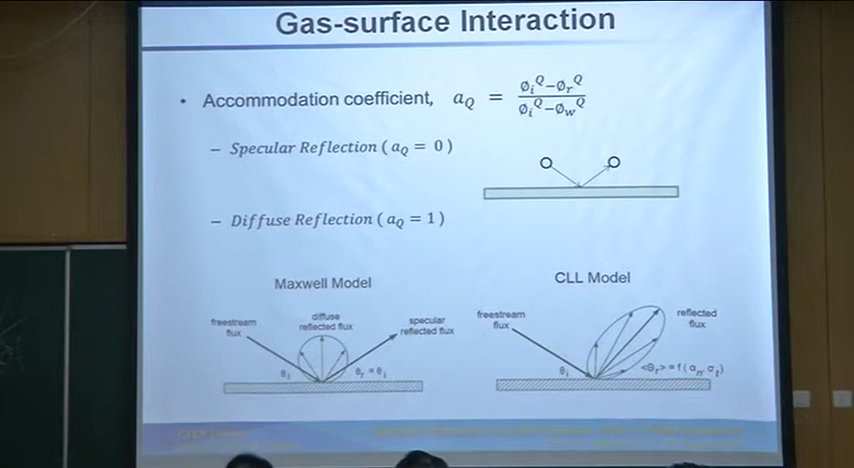 Gas-surface Interaction
• Accommodation coefficient, a_Q = (Ø_i^Q − Ø_r^Q) / (Ø_i^Q − Ø_w^Q)
– Specular Reflection ( a_Q = 0 )
– Diffuse Reflection ( a_Q = 1 )
Maxwell Model
CLL Model
freestream
flux
diffuse
reflected flux
specular
reflected flux
θ_i
θ_r = θ_i
freestream
flux
reflected
flux
θ_i
<Θ_r> = f ( α_n, σ_t )